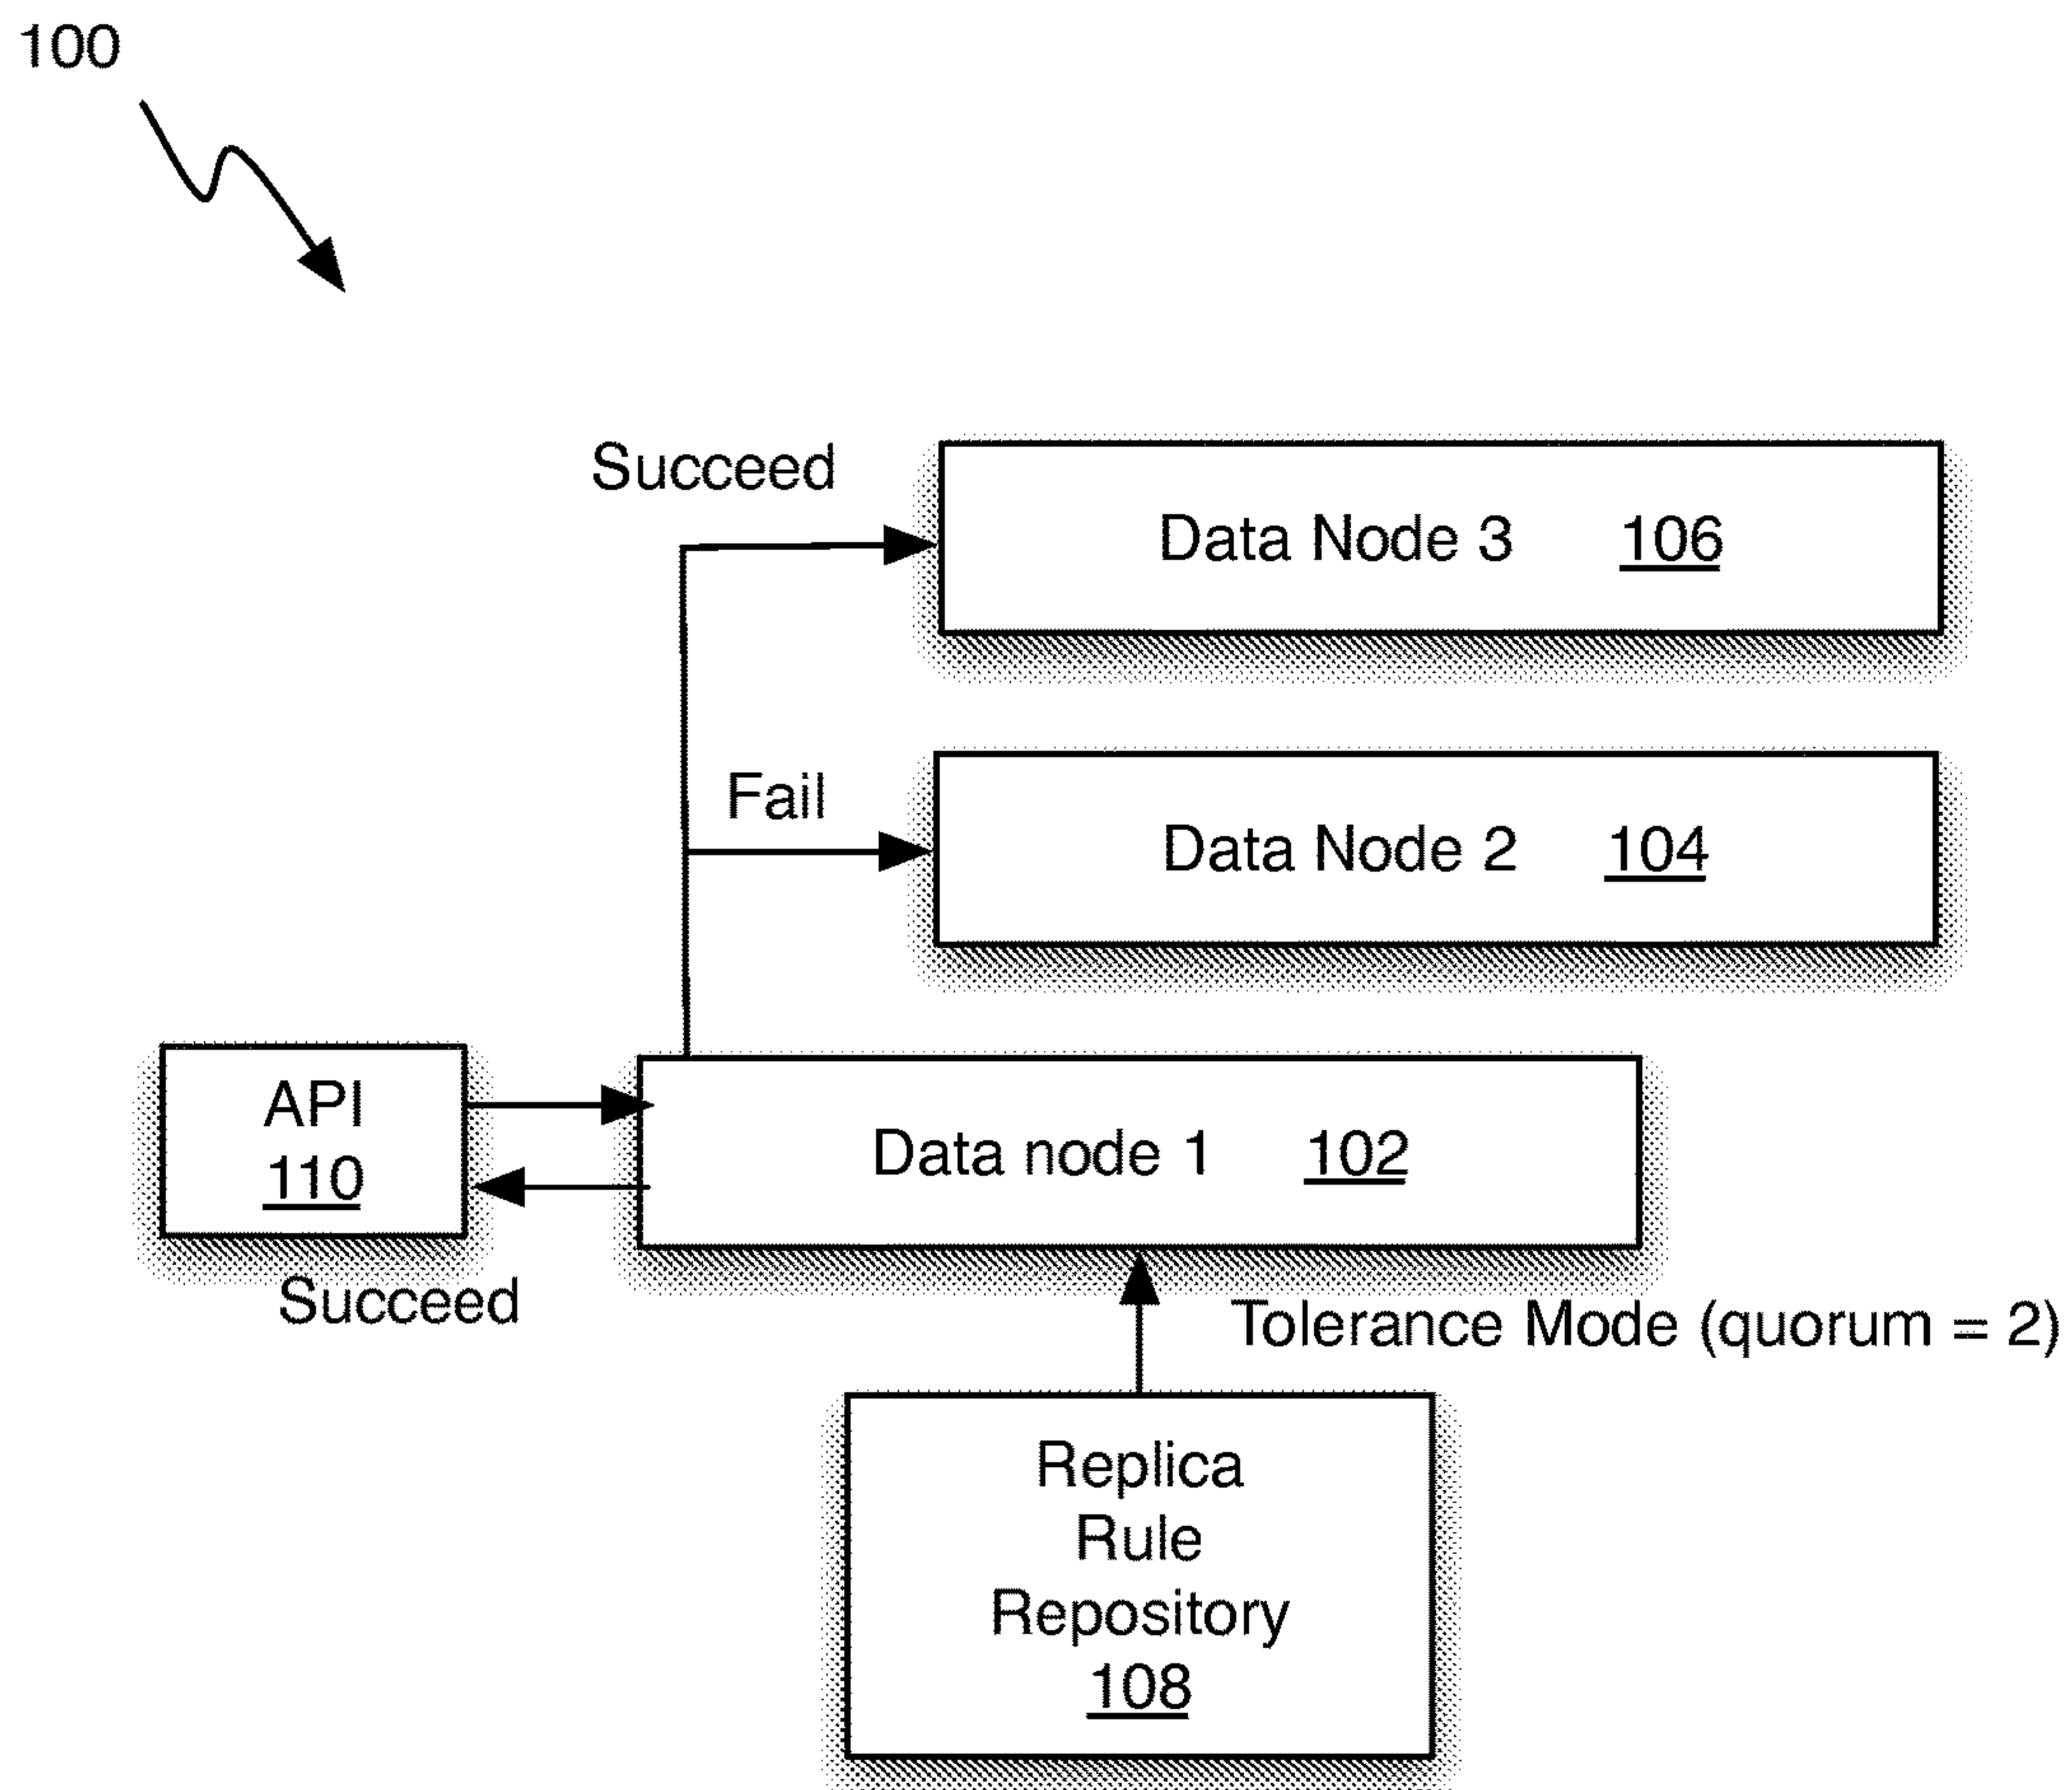 100
Succeed
Data Node 3 106
Fail
Data Node 2 104
API
110
Data node 1 102
Succeed
Tolerance Mode (quorum = 2)
Replica
Rule
Repository
108